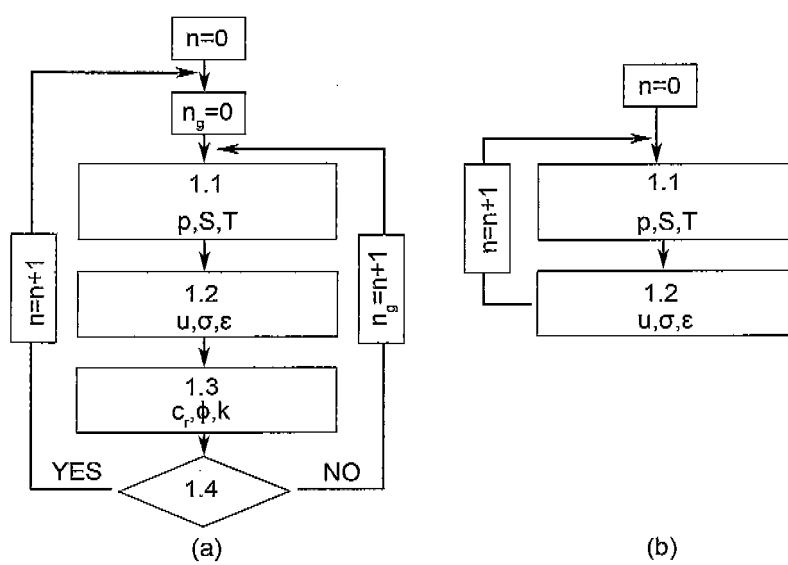 n=0
n_g=0
1.1
p,S,T
1.2
u,σ,ε
1.3
c_r,ϕ,k
1.4
YES
NO
n=n+1
n_g=n+1
(a)
n=0
1.1
p,S,T
1.2
u,σ,ε
n=n+1
(b)